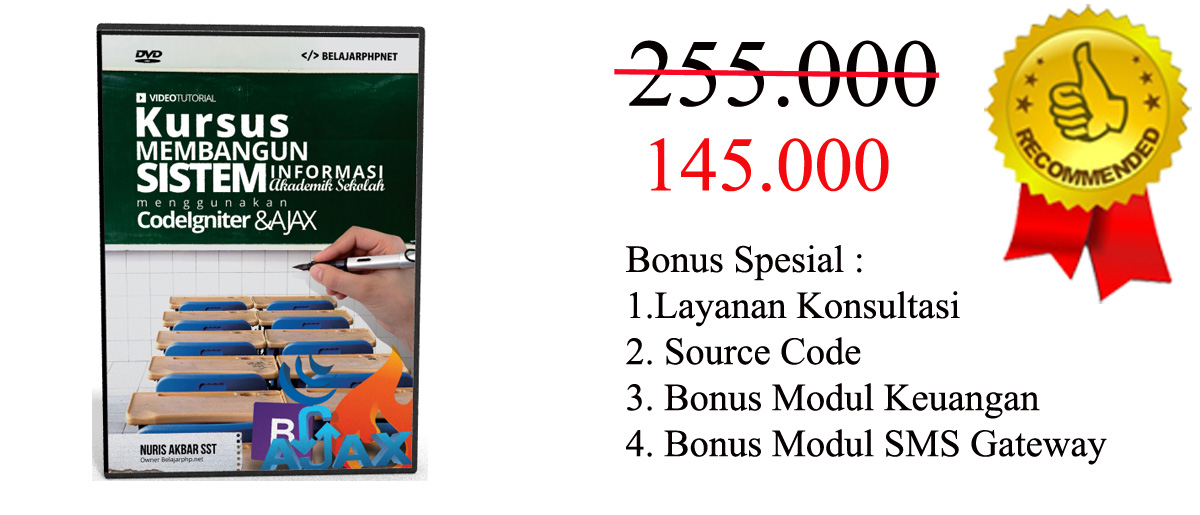 DVD
</> BELAJARPHPNET
VIDEOTUTORIAL
Kursus
MEMBANGUN
SISTEM INFORMASI
Akademik Sekolah
menggunakan
CodeIgniter &AJAX
B
AJAX
NURIS AKBAR SST
Owner Belajarphp.net
255.000
145.000
RECOMMENDED
Bonus Spesial :
1.Layanan Konsultasi
2. Source Code
3. Bonus Modul Keuangan
4. Bonus Modul SMS Gateway